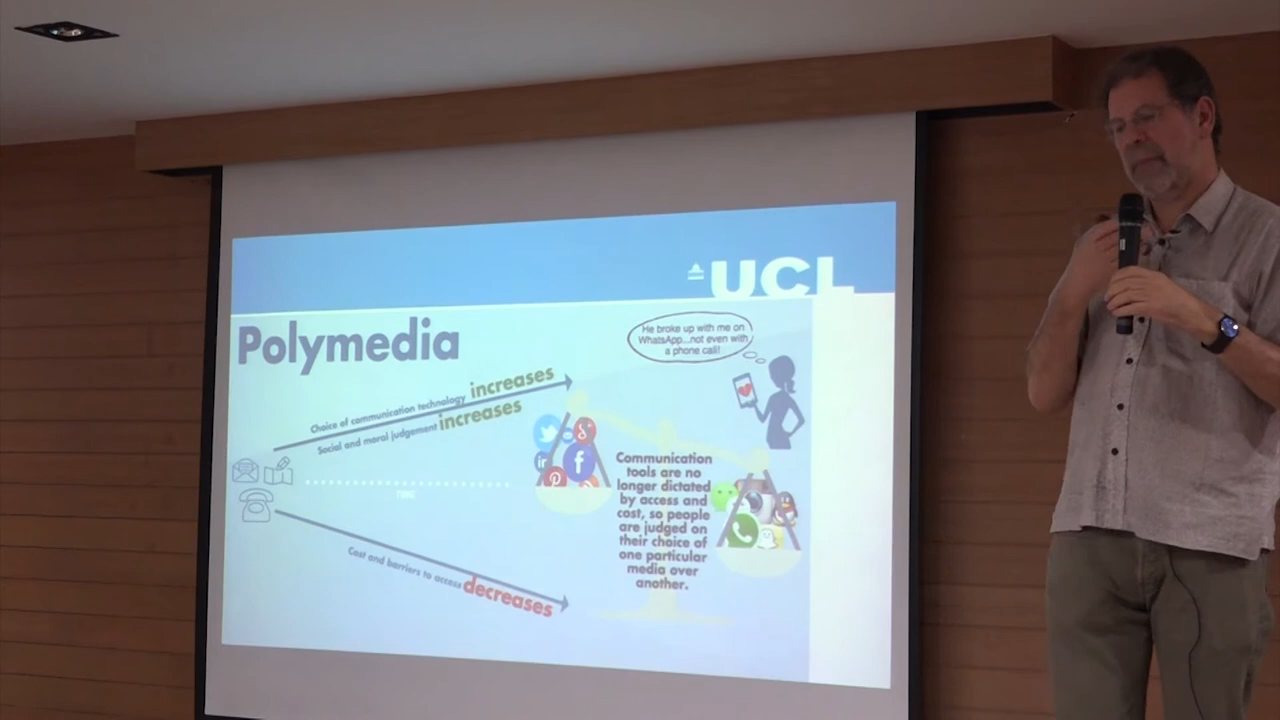 UCL
Polymedia
He broke up with me on
WhatsApp...not even with
a phone call!
Choice of communication technology increases
Social and moral judgement increases
TIME
Cost and barriers to access decreases
Communication
tools are no
longer dictated
by access and
cost, so people
are judged on
their choice of
one particular
media over
another.